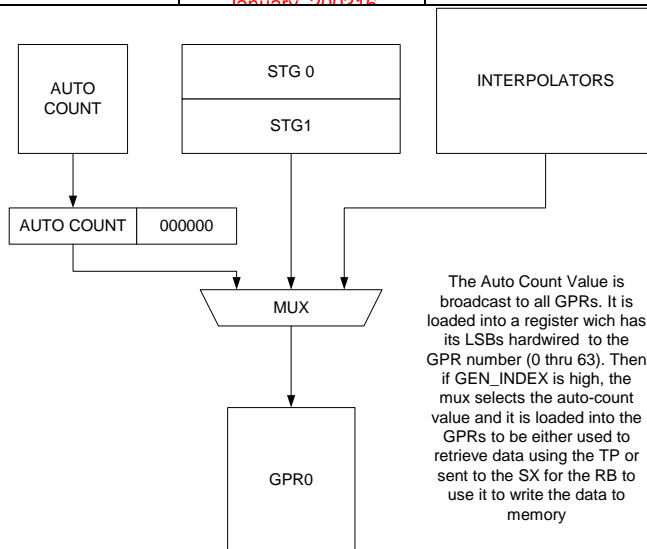 AUTO
COUNT
STG 0
STG1
INTERPOLATORS
AUTO COUNT
000000
MUX
GPR0
The Auto Count Value is
broadcast to all GPRs. It is
loaded into a register wich has
its LSBs hardwired to the
GPR number (0 thru 63). Then
if GEN_INDEX is high, the
mux selects the auto-count
value and it is loaded into the
GPRs to be either used to
retrieve data using the TP or
sent to the SX for the RB to
use it to write the data to
memory